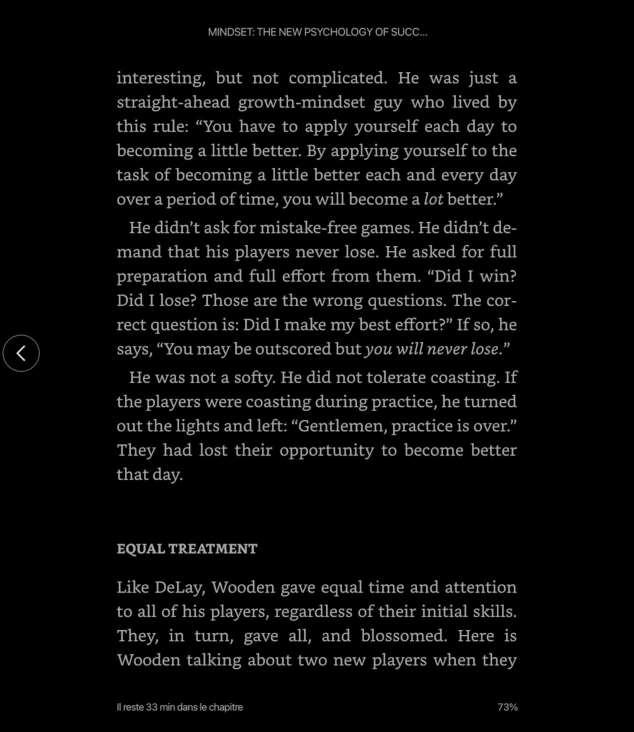 MINDSET: THE NEW PSYCHOLOGY OF SUCC...
interesting, but not complicated. He was just a
straight-ahead growth-mindset guy who lived by
this rule: “You have to apply yourself each day to
becoming a little better. By applying yourself to the
task of becoming a little better each and every day
over a period of time, you will become a lot better.”
He didn’t ask for mistake-free games. He didn’t de-
mand that his players never lose. He asked for full
preparation and full effort from them. “Did I win?
Did I lose? Those are the wrong questions. The cor-
rect question is: Did I make my best effort?” If so, he
says, “You may be outscored but you will never lose.”
He was not a softy. He did not tolerate coasting. If
the players were coasting during practice, he turned
out the lights and left: “Gentlemen, practice is over.”
They had lost their opportunity to become better
that day.
EQUAL TREATMENT
Like DeLay, Wooden gave equal time and attention
to all of his players, regardless of their initial skills.
They, in turn, gave all, and blossomed. Here is
Wooden talking about two new players when they
Il reste 33 min dans le chapitre
73%